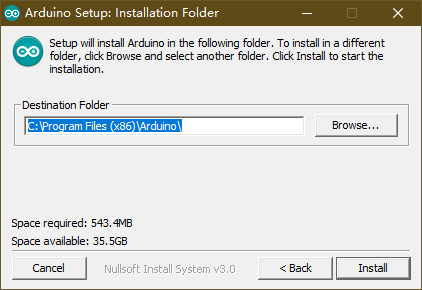 Arduino Setup: Installation Folder
Setup will install Arduino in the following folder. To install in a different
folder, click Browse and select another folder. Click Install to start the
installation.
Destination Folder
C:\Program Files (x86)\Arduino\
Browse...
Space required: 543.4MB
Space available: 35.5GB
Cancel
Nullsoft Install System v3.0
< Back
Install